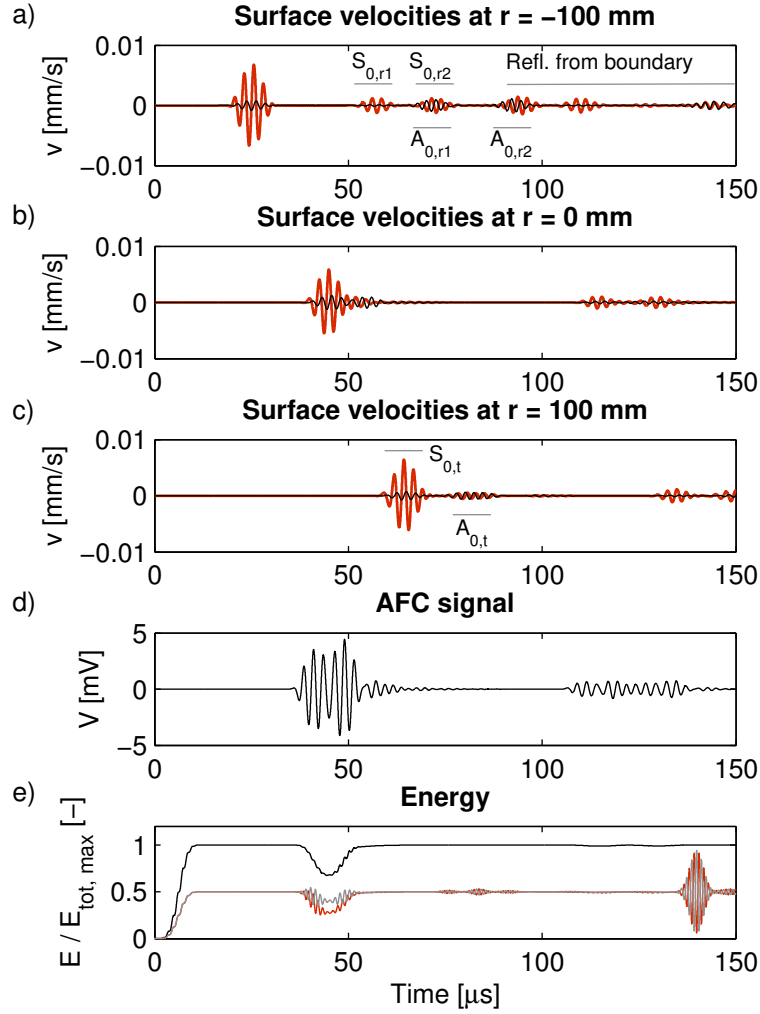 a)
Surface velocities at r = −100 mm
v [mm/s]
0.01
0
−0.01
S0,r1
S0,r2
Refl. from boundary
A0,r1
A0,r2
0
50
100
150
b)
Surface velocities at r = 0 mm
v [mm/s]
0.01
0
−0.01
0
50
100
150
c)
Surface velocities at r = 100 mm
v [mm/s]
0.01
0
−0.01
S0,t
A0,t
0
50
100
150
d)
AFC signal
V [mV]
5
0
−5
0
50
100
150
e)
Energy
E / Etot, max [−]
1
0.5
0
0
50
100
150
Time [μs]